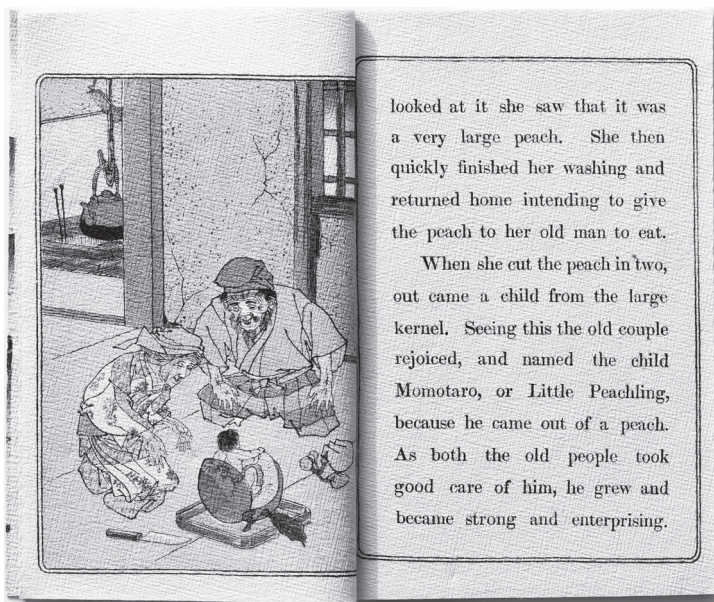 looked at it she saw that it was
a very large peach. She then
quickly finished her washing and
returned home intending to give
the peach to her old man to eat.
When she cut the peach in two,
out came a child from the large
kernel. Seeing this the old couple
rejoiced, and named the child
Momotaro, or Little Peachling,
because he came out of a peach.
As both the old people took
good care of him, he grew and
became strong and enterprising.